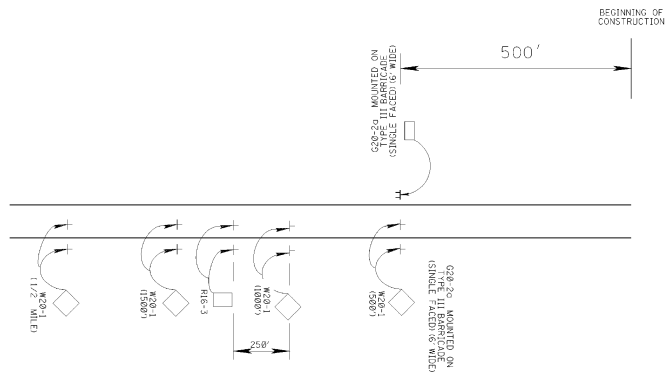 BEGINNING OF
CONSTRUCTION
500'
G20-2a MOUNTED ON
TYPE III BARRICADE
(SINGLE FACED)(6' WIDE)
W20-1
(1/2 MILE)
W20-1
(1500')
R16-3
W20-1
(1000')
250'
W20-1
(500')
G20-2a MOUNTED ON
TYPE III BARRICADE
(SINGLE FACED)(6' WIDE)